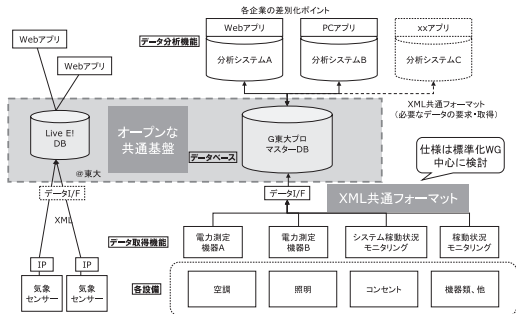 各企業の差別化ポイント
Webアプリ
PCアプリ
xxアプリ
Webアプリ
データ分析機能
分析システムA
分析システムB
分析システムC
Webアプリ
XML共通フォーマット
(必要なデータの要求・取得)
Live E!
DB
オープンな
共通基盤
G東大プロ
マスターDB
データベース
@東大
仕様は標準化WG
中心に検討
データI/F
データI/F
XML共通フォーマット
XML
データ取得機能
電力測定
機器A
電力測定
機器B
システム稼動状況
モニタリング
稼動状況
モニタリング
IP
IP
気象
センサー
気象
センサー
各設備
空調
照明
コンセント
機器類、他